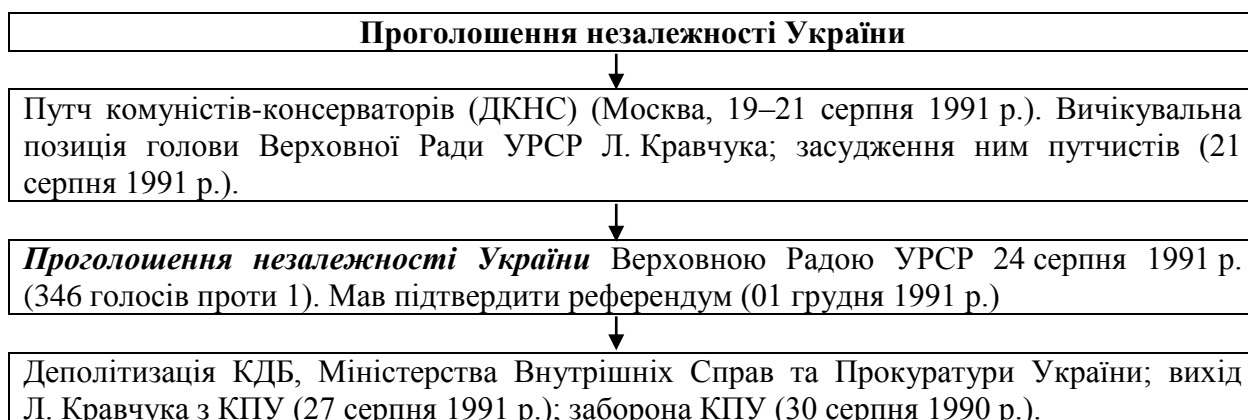 Проголошення незалежності України
Путч комуністів-консерваторів (ДКНС) (Москва, 19–21 серпня 1991 р.). Вичікувальна
позиція голови Верховної Ради УРСР Л. Кравчука; засудження ним путчистів (21
серпня 1991 р.).
Проголошення незалежності України Верховною Радою УРСР 24 серпня 1991 р.
(346 голосів проти 1). Мав підтвердити референдум (01 грудня 1991 р.)
Деполітизація КДБ, Міністерства Внутрішніх Справ та Прокуратури України; вихід
Л. Кравчука з КПУ (27 серпня 1991 р.); заборона КПУ (30 серпня 1990 р.).